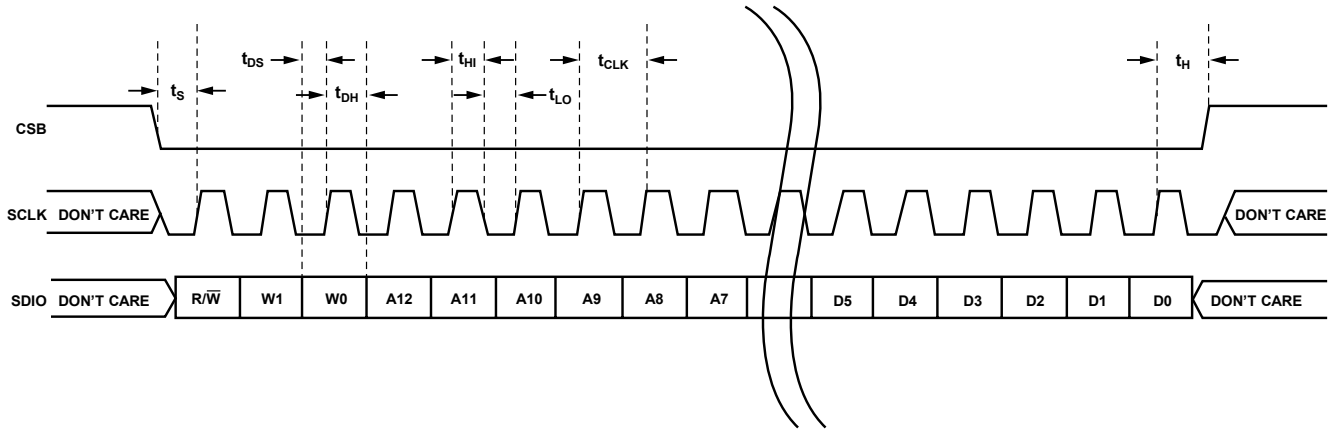 tDS
tHI
tCLK
tH
tS
tDH
tLO
CSB
SCLK DON'T CARE DON'T CARE
SDIO DON'T CARE R/W̅ W1 W0 A12 A11 A10 A9 A8 A7 D5 D4 D3 D2 D1 D0 DON'T CARE